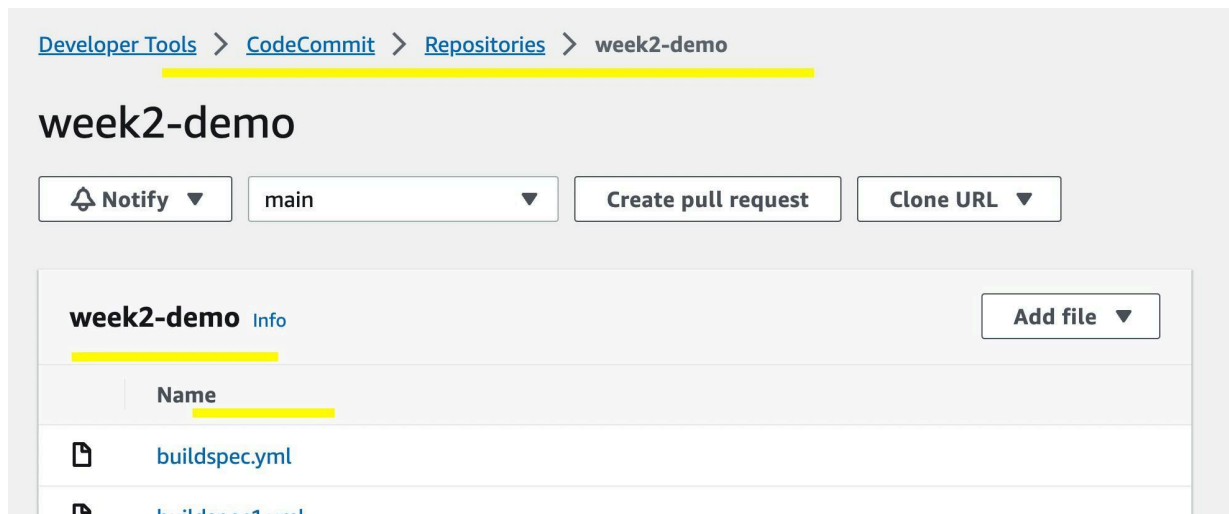 Developer Tools > CodeCommit > Repositories > week2-demo
week2-demo
Notify ▼ main ▼ Create pull request Clone URL ▼
week2-demo Info Add file ▼
Name
buildspec.yml